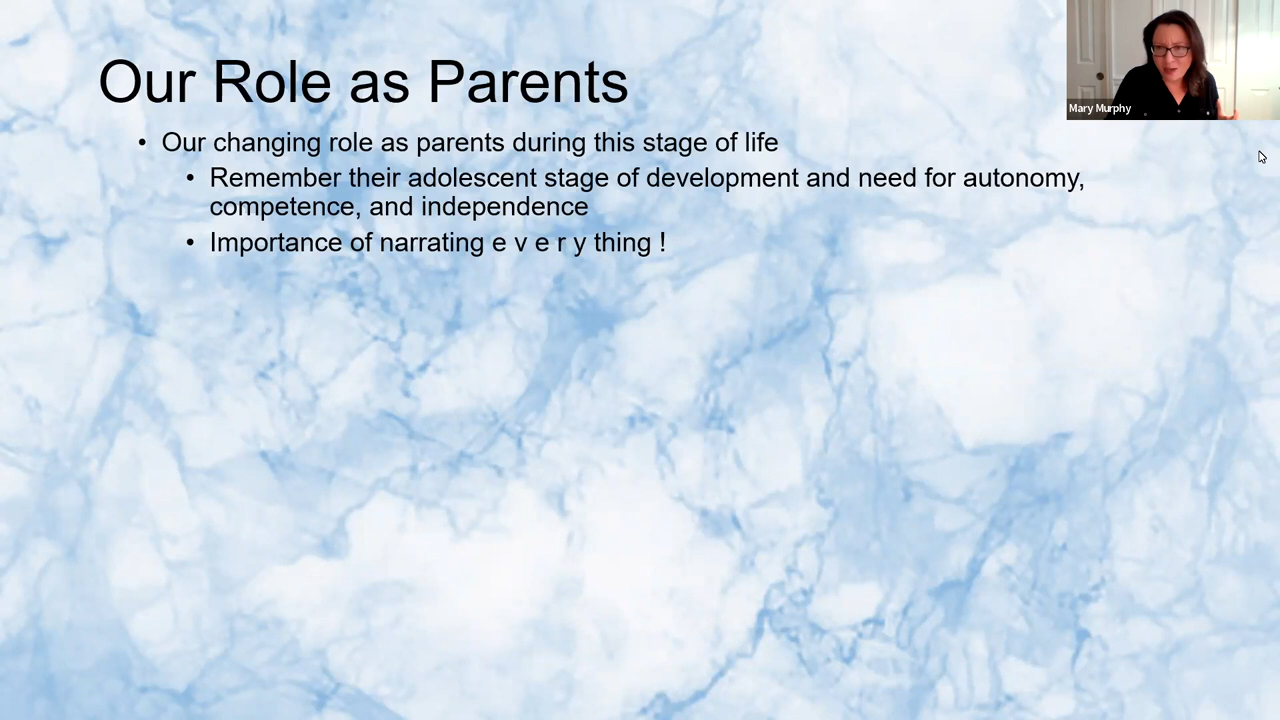 Our Role as Parents
• Our changing role as parents during this stage of life
• Remember their adolescent stage of development and need for autonomy,
competence, and independence
• Importance of narrating e v e r y thing !
Mary Murphy